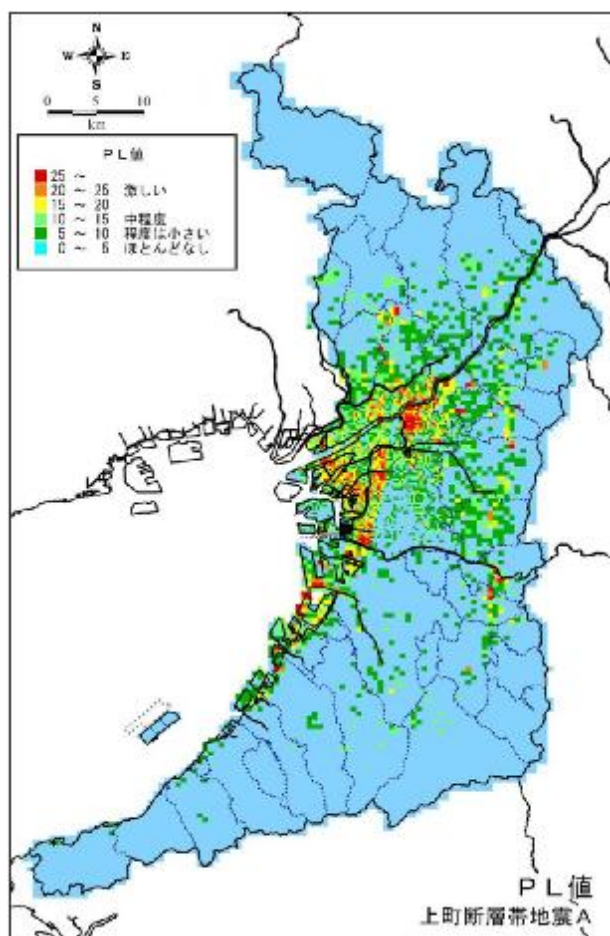 N
W E
S
0 5 10
km
PL値
25 ~
20 ~ 25 激しい
15 ~ 20
10 ~ 15 中程度
5 ~ 10 程度は小さい
0 ~ 5 ほとんどなし
PL値
上町断層帯地震A